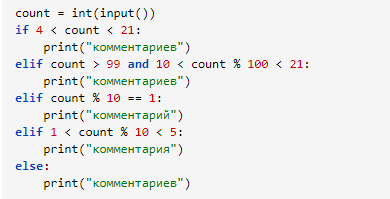 count = int(input())
if 4 < count < 21:
    print("комментариев")
elif count > 99 and 10 < count % 100 < 21:
    print("комментариев")
elif count % 10 == 1:
    print("комментарий")
elif 1 < count % 10 < 5:
    print("комментария")
else:
    print("комментариев")